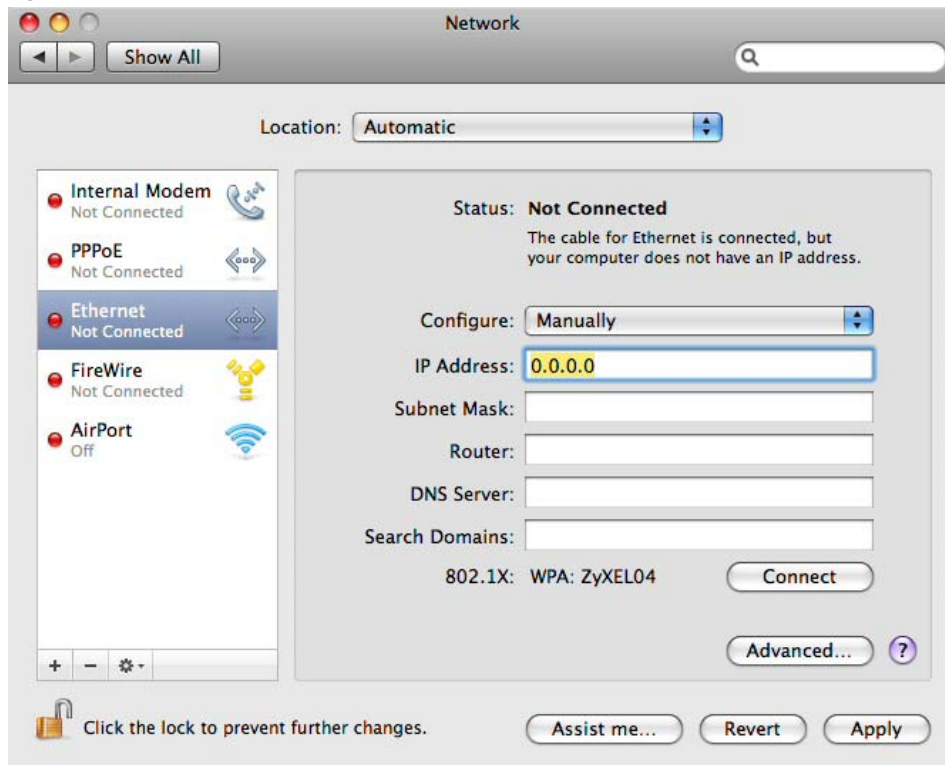 Network
Show All
Location: Automatic
Internal Modem
Not Connected
PPPoE
Not Connected
Ethernet
Not Connected
FireWire
Not Connected
AirPort
Off
Status: Not Connected
The cable for Ethernet is connected, but
your computer does not have an IP address.
Configure: Manually
IP Address: 0.0.0.0
Subnet Mask:
Router:
DNS Server:
Search Domains:
802.1X: WPA: ZyXEL04 Connect
Advanced... ?
Click the lock to prevent further changes.
Assist me... Revert Apply